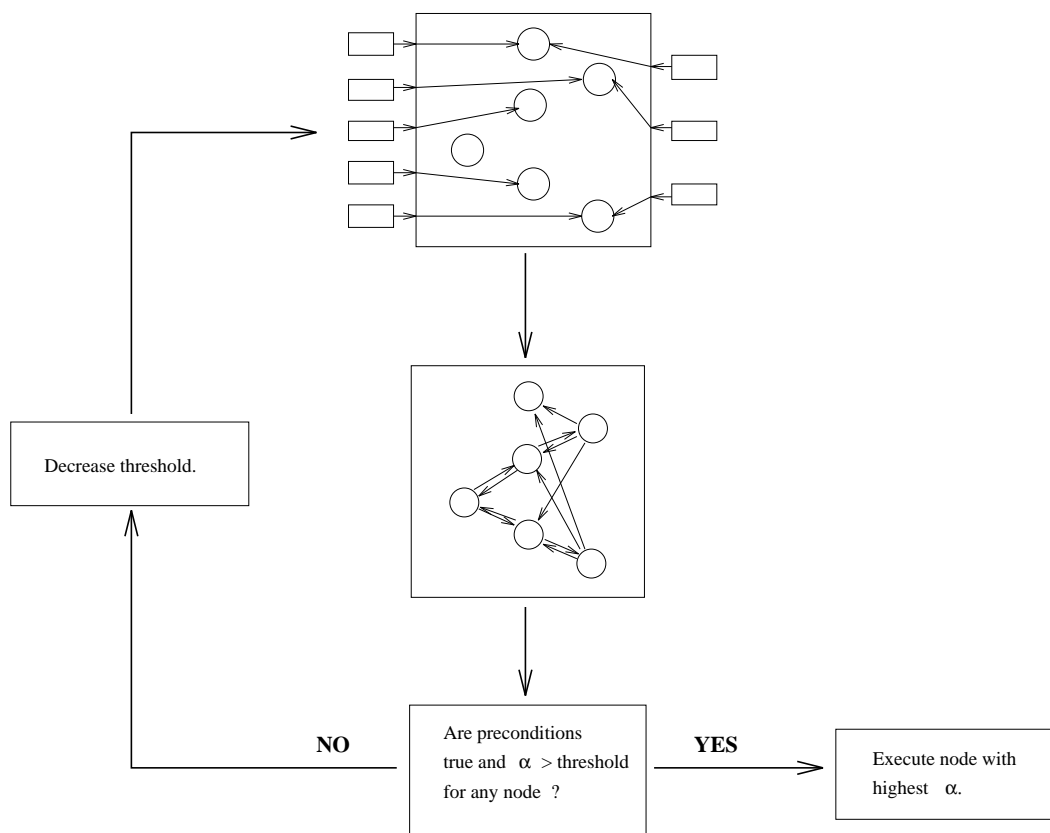 Decrease threshold.
NO
Are preconditions
true and α > threshold
for any node ?
YES
Execute node with
highest α.